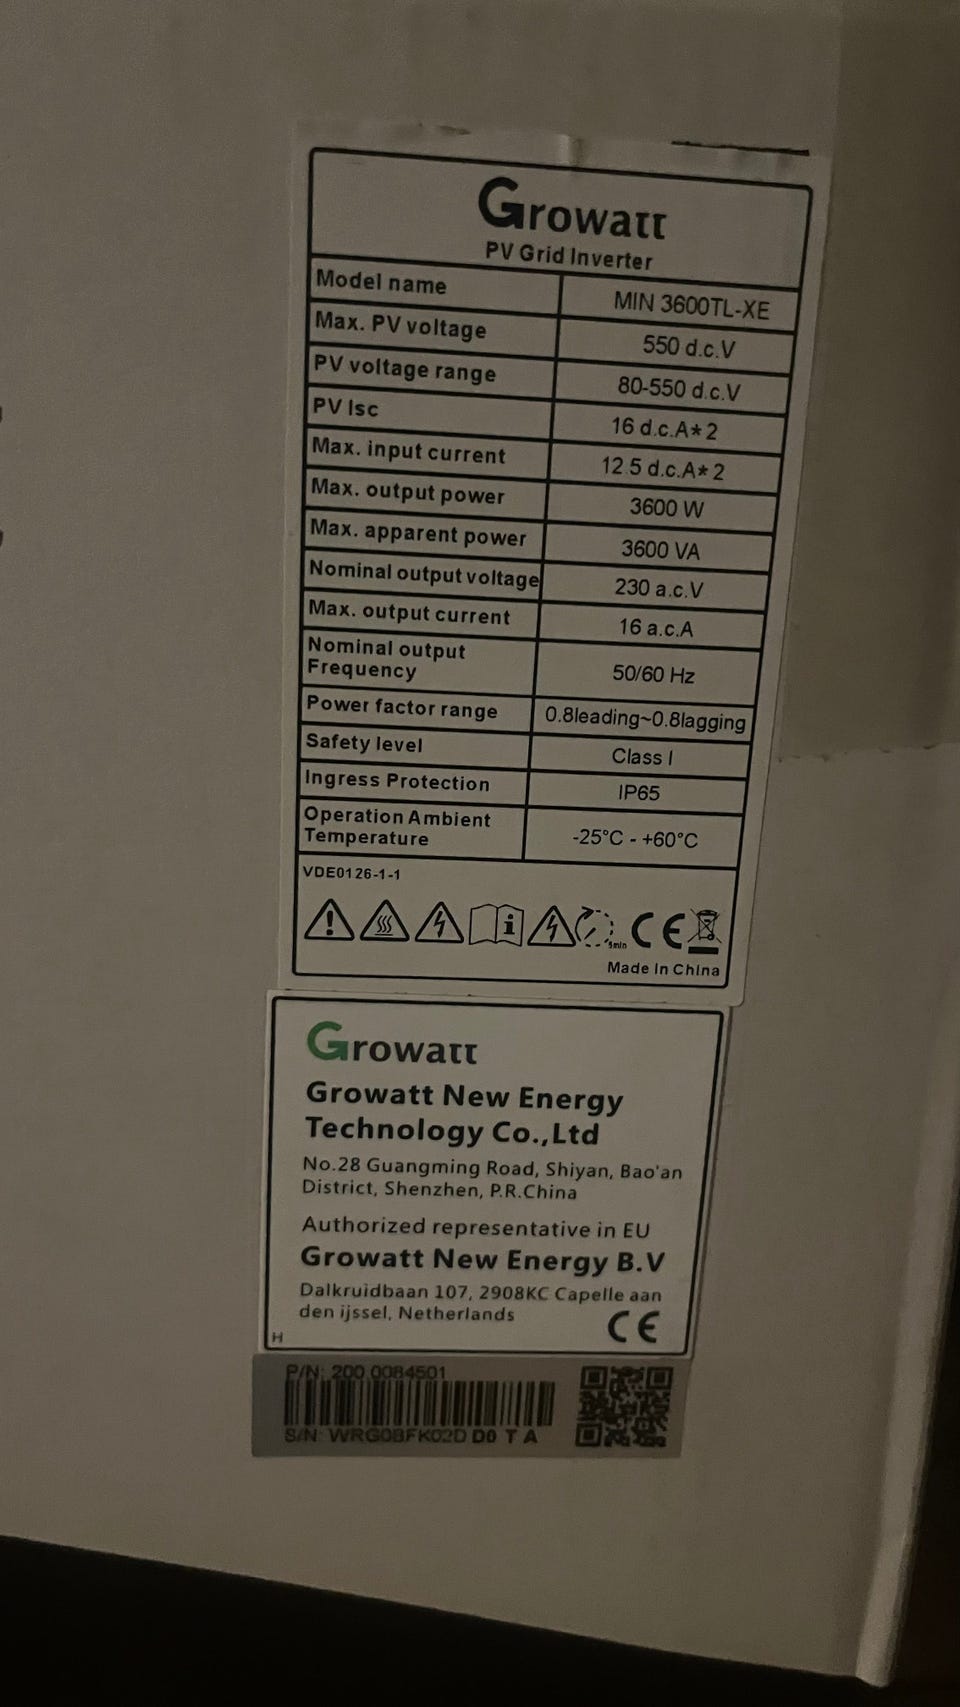 Growatt
PV Grid Inverter
Model name MIN 3600TL-XE
Max. PV voltage 550 d.c.V
PV voltage range 80-550 d.c.V
PV Isc 16 d.c.A*2
Max. input current 12.5 d.c.A*2
Max. output power 3600 W
Max. apparent power 3600 VA
Nominal output voltage 230 a.c.V
Max. output current 16 a.c.A
Nominal output
Frequency 50/60 Hz
Power factor range 0.8leading~0.8lagging
Safety level Class I
Ingress Protection IP65
Operation Ambient
Temperature -25°C - +60°C
VDE0126-1-1
5min CE
Made In China
Growatt
Growatt New Energy
Technology Co.,Ltd
No.28 Guangming Road, Shiyan, Bao'an
District, Shenzhen, P.R.China
Authorized representative in EU
Growatt New Energy B.V
Dalkruidbaan 107, 2908KC Capelle aan
den ijssel, Netherlands
CE
H
P/N: 200.0084501
S/N: WRG0BFK02D D0 T A